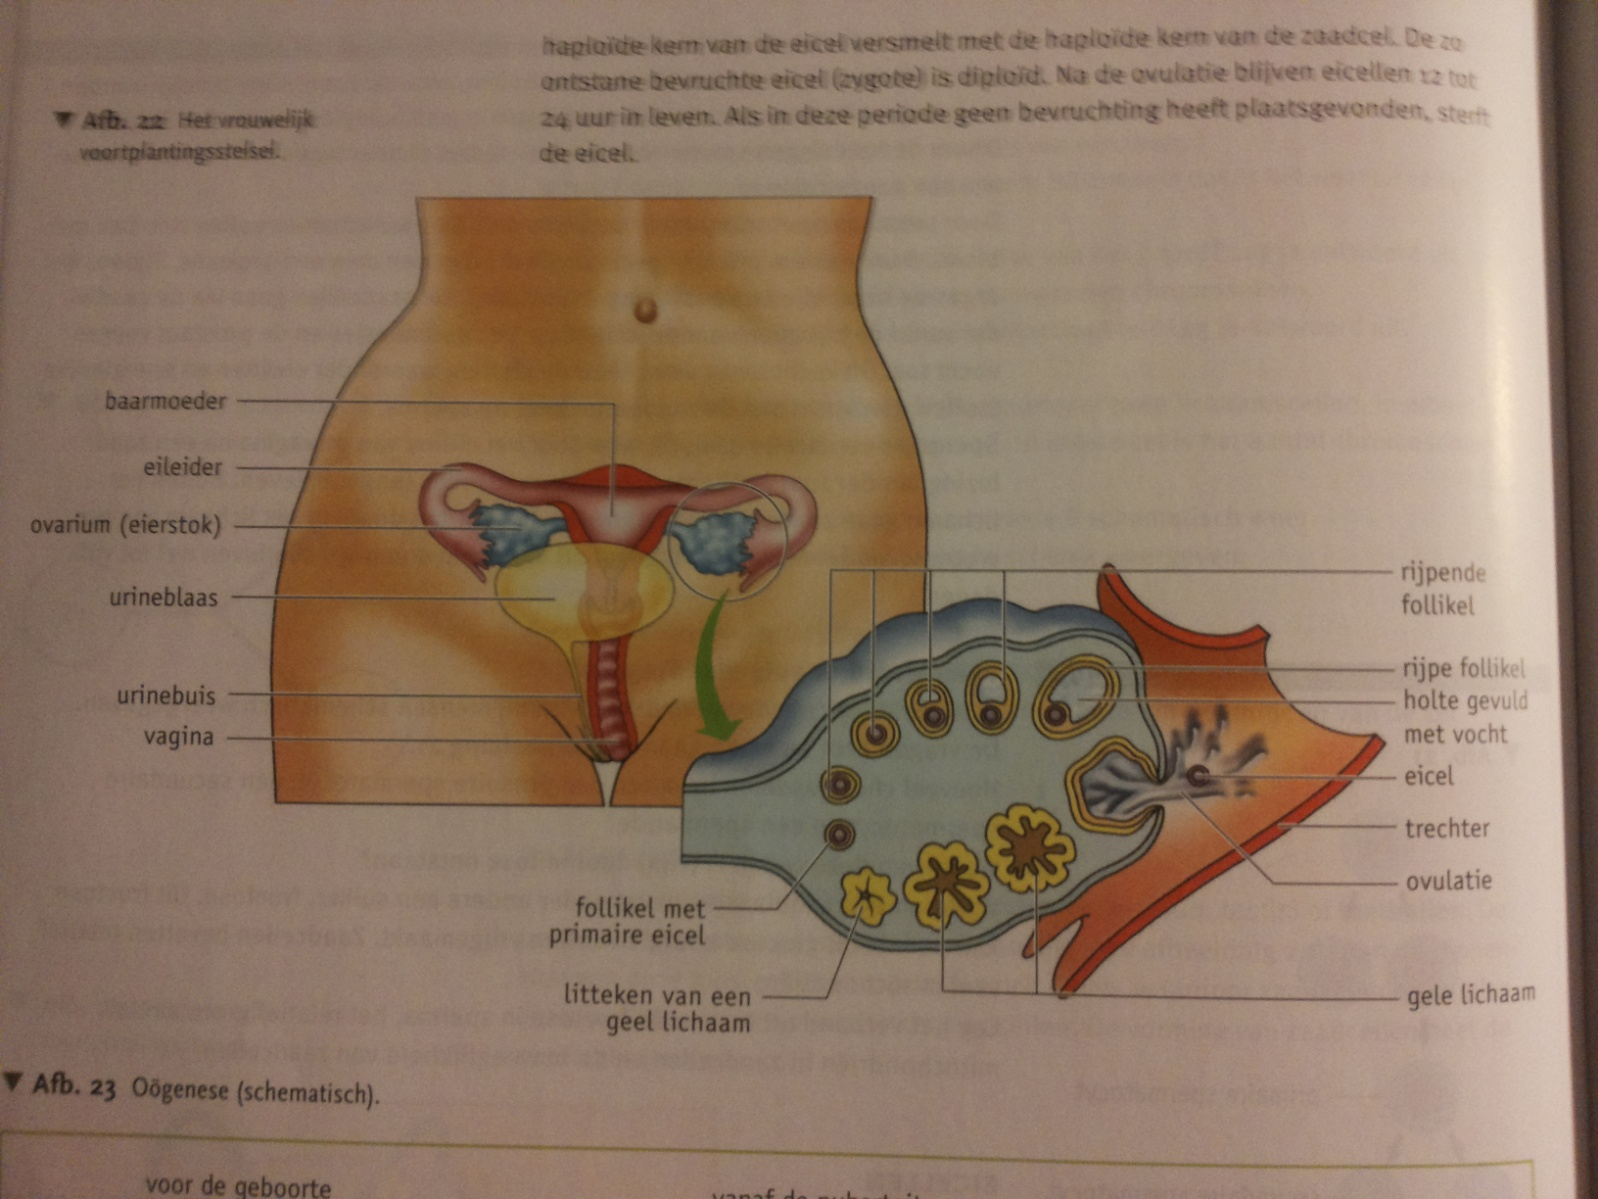 haploïde kern van de eicel versmelt met de haploïde kern van de zaadcel. De zo
ontstane bevruchte eicel (zygote) is diploïd. Na de ovulatie blijven eicellen 12 tot
24 uur in leven. Als in deze periode geen bevruchting heeft plaatsgevonden, sterft
de eicel.
▼ Afb. 22 Het vrouwelijk
voortplantingsstelsel.
baarmoeder
eileider
ovarium (eierstok)
urineblaas
urinebuis
vagina
rijpende
follikel
rijpe follikel
holte gevuld
met vocht
eicel
trechter
ovulatie
gele lichaam
follikel met
primaire eicel
litteken van een
geel lichaam
▼ Afb. 23 Oögenese (schematisch).
voor de geboorte
vanaf de puberteit